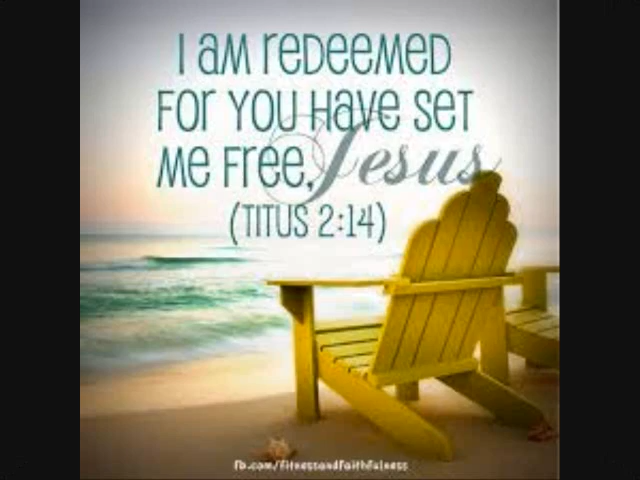 I am redeemed
for you have set
me free, Jesus
(Titus 2:14)
fb.com/fitnessandfaithfulness